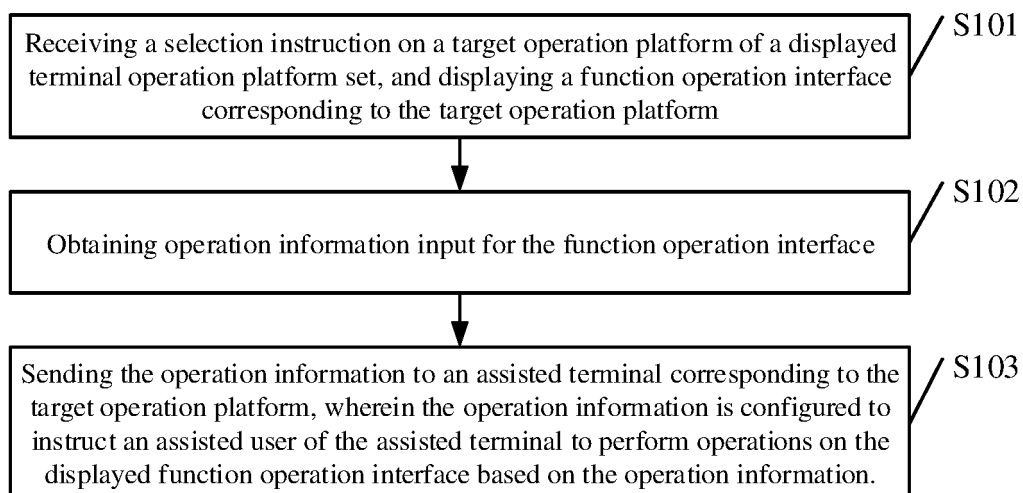 S101
Receiving a selection instruction on a target operation platform of a displayed
terminal operation platform set, and displaying a function operation interface
corresponding to the target operation platform
S102
Obtaining operation information input for the function operation interface
S103
Sending the operation information to an assisted terminal corresponding to the
target operation platform, wherein the operation information is configured to
instruct an assisted user of the assisted terminal to perform operations on the
displayed function operation interface based on the operation information.